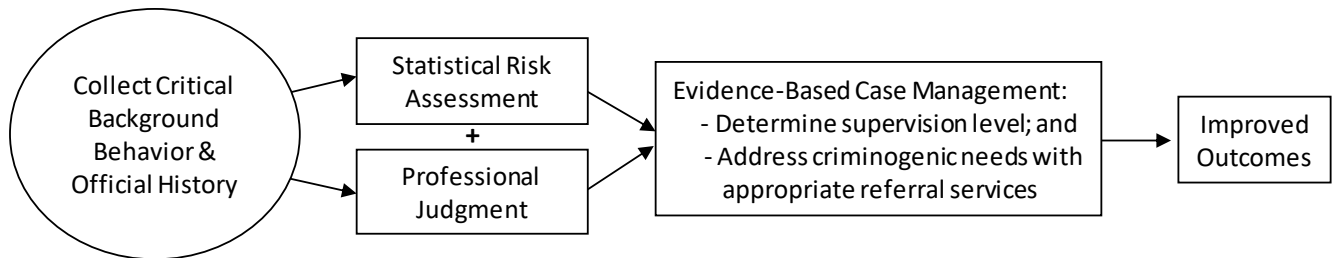 Collect Critical
Background
Behavior &
Official History
Statistical Risk
Assessment
+
Professional
Judgment
Evidence-Based Case Management:
- Determine supervision level; and
- Address criminogenic needs with
appropriate referral services
Improved
Outcomes